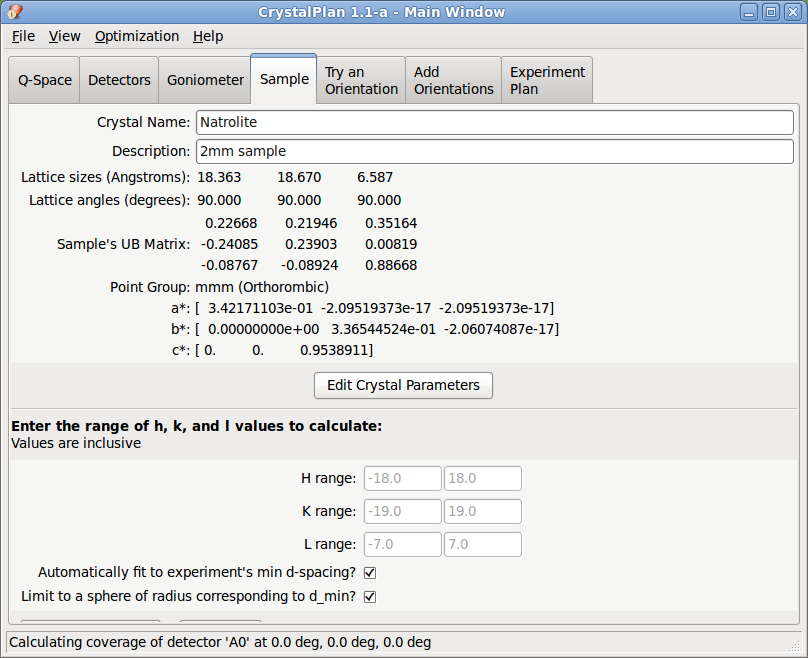 CrystalPlan 1.1-a - Main Window
File View Optimization Help
Q-Space Detectors Goniometer Sample Try an Orientation Add Orientations Experiment Plan
Crystal Name: Natrolite
Description: 2mm sample
Lattice sizes (Angstroms): 18.363 18.670 6.587
Lattice angles (degrees): 90.000 90.000 90.000
0.22668 0.21946 0.35164
Sample's UB Matrix: -0.24085 0.23903 0.00819
-0.08767 -0.08924 0.88668
Point Group: mmm (Orthorombic)
a*: [ 3.42171103e-01 -2.09519373e-17 -2.09519373e-17]
b*: [ 0.00000000e+00 3.36544524e-01 -2.06074087e-17]
c*: [ 0. 0. 0.9538911]
Edit Crystal Parameters
Enter the range of h, k, and l values to calculate:
Values are inclusive
H range: -18.0 18.0
K range: -19.0 19.0
L range: -7.0 7.0
Automatically fit to experiment's min d-spacing?
Limit to a sphere of radius corresponding to d_min?
Calculating coverage of detector 'A0' at 0.0 deg, 0.0 deg, 0.0 deg